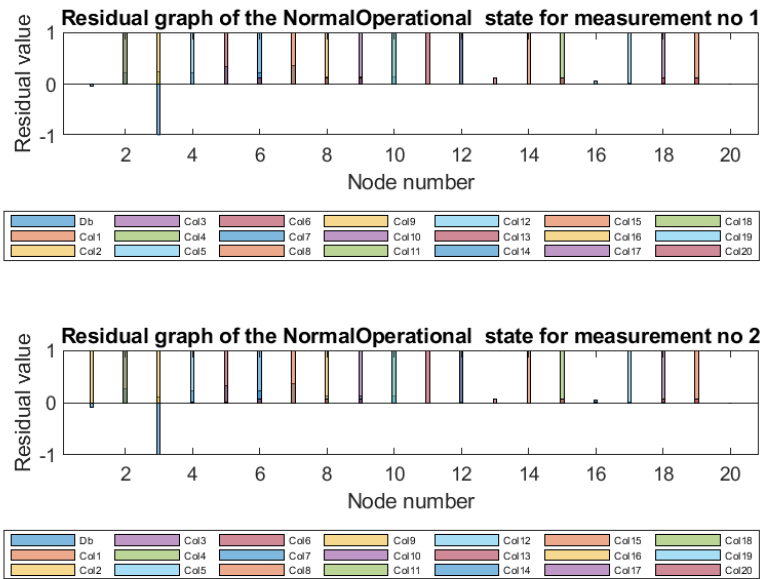 Residual graph of the NormalOperational  state for measurement no 1
Residual value
1
0
-1
2 4 6 8 10 12 14 16 18 20
Node number
Db Col3 Col6 Col9 Col12 Col15 Col18
Col1 Col4 Col7 Col10 Col13 Col16 Col19
Col2 Col5 Col8 Col11 Col14 Col17 Col20
Residual graph of the NormalOperational  state for measurement no 2
Residual value
1
0
-1
2 4 6 8 10 12 14 16 18 20
Node number
Db Col3 Col6 Col9 Col12 Col15 Col18
Col1 Col4 Col7 Col10 Col13 Col16 Col19
Col2 Col5 Col8 Col11 Col14 Col17 Col20